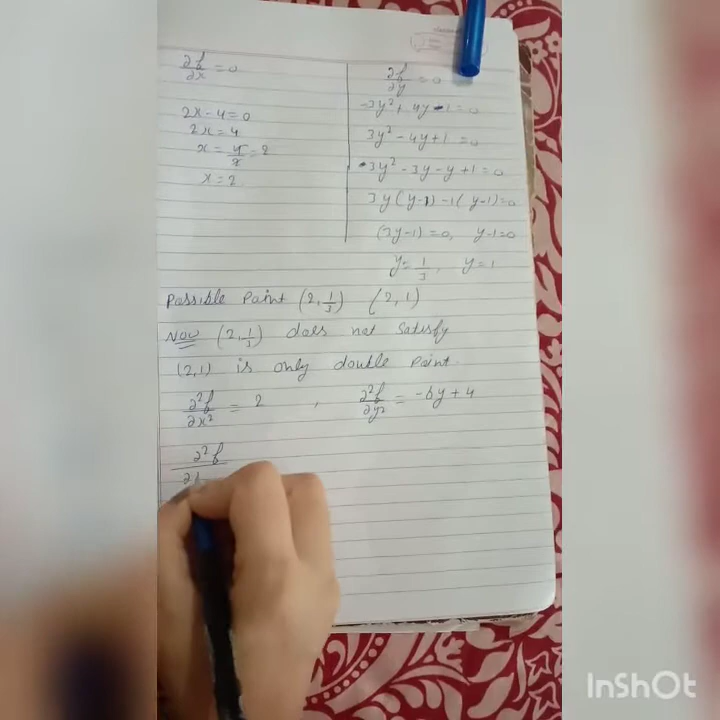 ∂f/∂x = 0
2x - 4 = 0
2x = 4
x = 4/2 = 2
x = 2
∂f/∂y = 0
-3y² + 4y - 1 = 0
3y² - 4y + 1 = 0
3y² - 3y - y + 1 = 0
3y(y-1) - 1(y-1) = 0
(3y-1) = 0, y-1 = 0
y = 1/3, y = 1
Possible Point (2, 1/3) (2, 1)
Now (2, 1/3) does not satisfy
(2,1) is only double Point
∂²f/∂x² = 2 , ∂²f/∂y² = -6y + 4
∂²f
InShOt